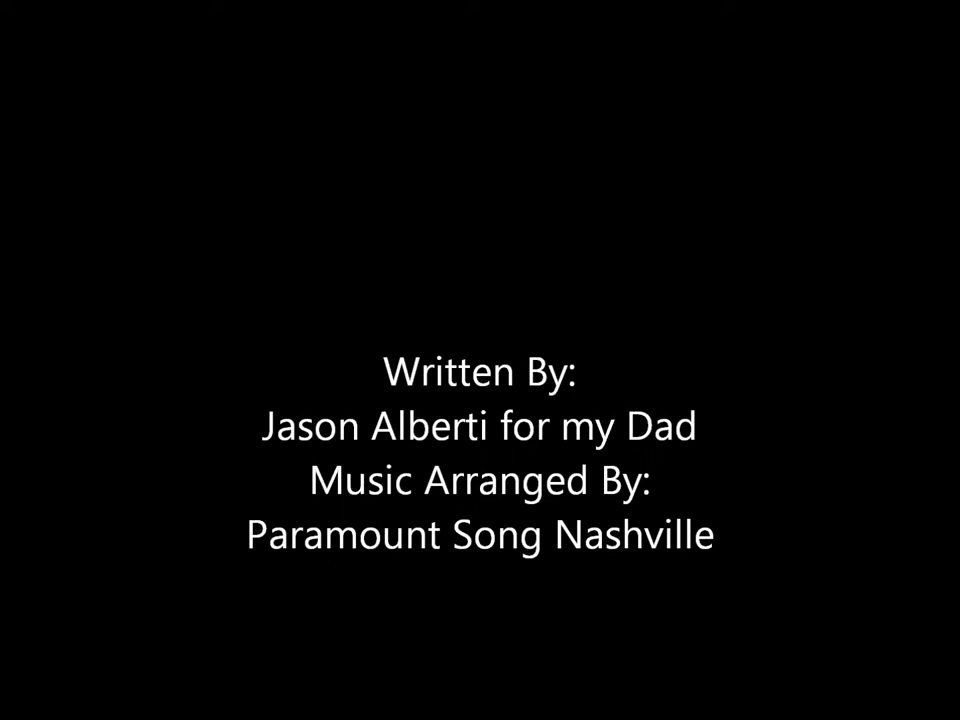 Written By:
Jason Alberti for my Dad
Music Arranged By:
Paramount Song Nashville